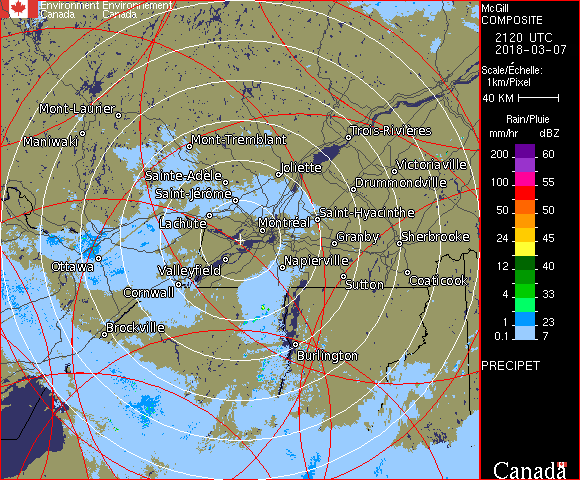 Environment Environnement
Canada Canada
McGill
COMPOSITE
2120 UTC
2018-03-07
Scale/Échelle:
1km/Pixel
40 KM
Rain/Pluie
mm/hr dBZ
200 60
100 55
50 50
24 45
12 40
4 33
1 23
0.1 7
PRECIPET
Canada
Mont-Laurier
Maniwaki
Mont-Tremblant
Trois-Rivières
Sainte-Adèle
Joliette
Victoriaville
Saint-Jérôme
Drummondville
Lachute
Montréal
Saint-Hyacinthe
Granby
Sherbrooke
Ottawa
Valleyfield
Napierville
Cornwall
Sutton
Coaticook
Brockville
Burlington